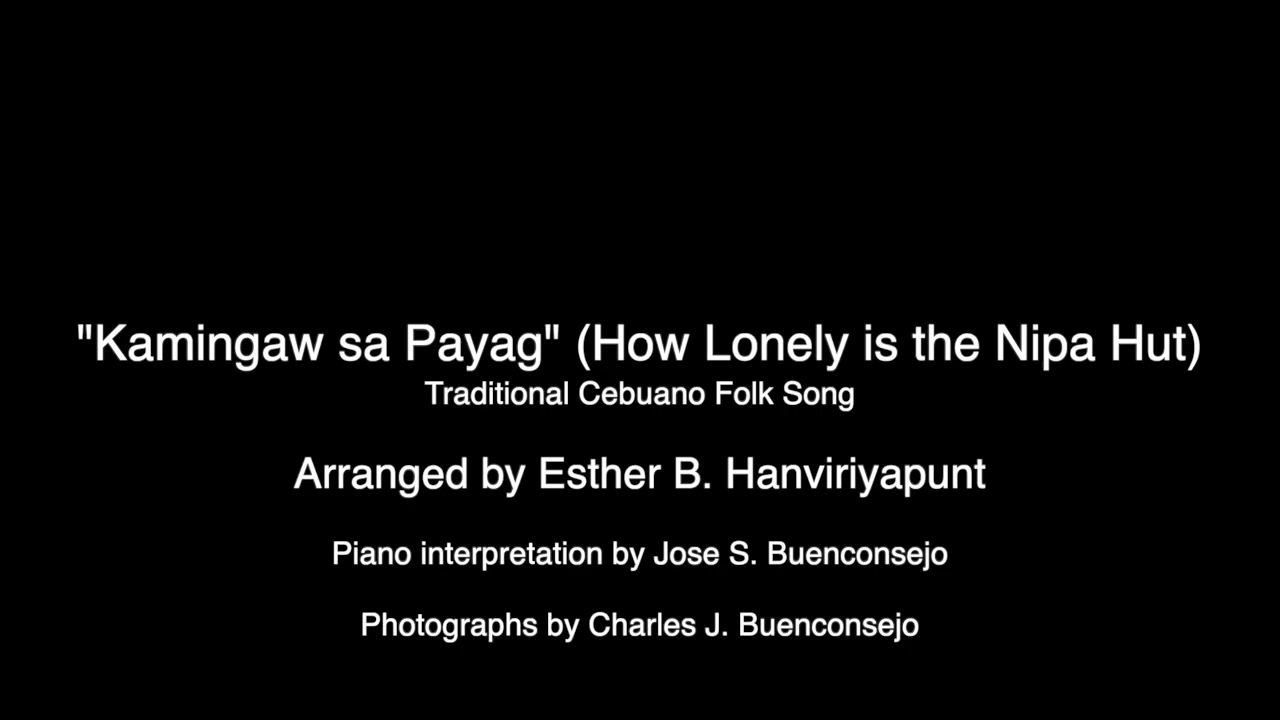 "Kamingaw sa Payag" (How Lonely is the Nipa Hut)
Traditional Cebuano Folk Song
Arranged by Esther B. Hanviriyapunt
Piano interpretation by Jose S. Buenconsejo
Photographs by Charles J. Buenconsejo